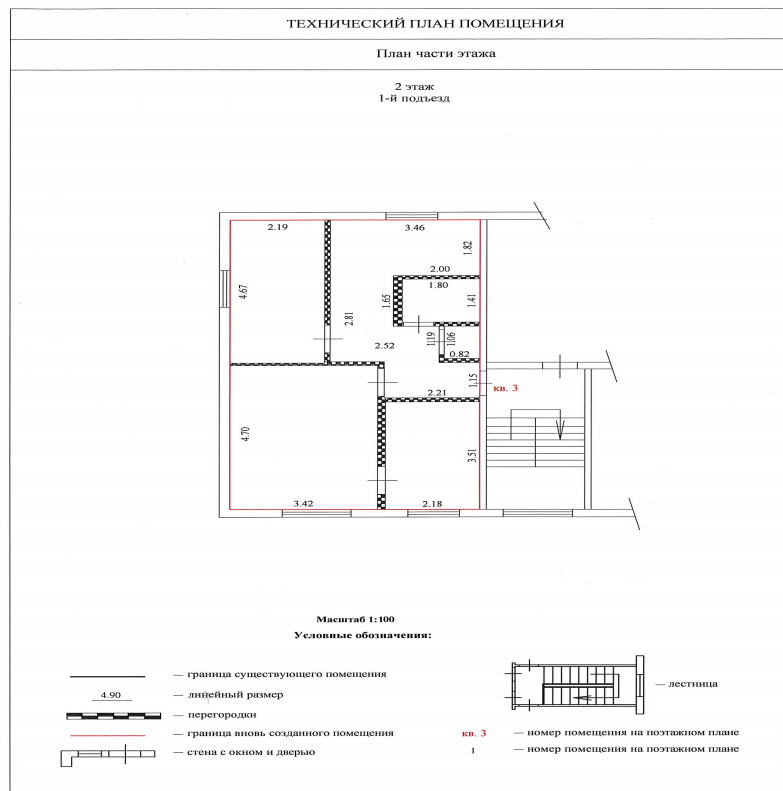 ТЕХНИЧЕСКИЙ ПЛАН ПОМЕЩЕНИЯ
План части этажа
2 этаж
1-й подъезд
2.19
3.46
1.82
2.00
1.80
4.67
1.65
1.41
2.81
2.52
1.19
1.06
0.82
1.15
кв. 3
2.21
4.70
3.51
3.42
2.18
Масштаб 1:100
Условные обозначения:
— граница существующего помещения
4.90 — линейный размер
— лестница
— перегородки
— граница вновь созданного помещения
кв. 3 — номер помещения на поэтажном плане
— стена с окном и дверью
1 — номер помещения на поэтажном плане